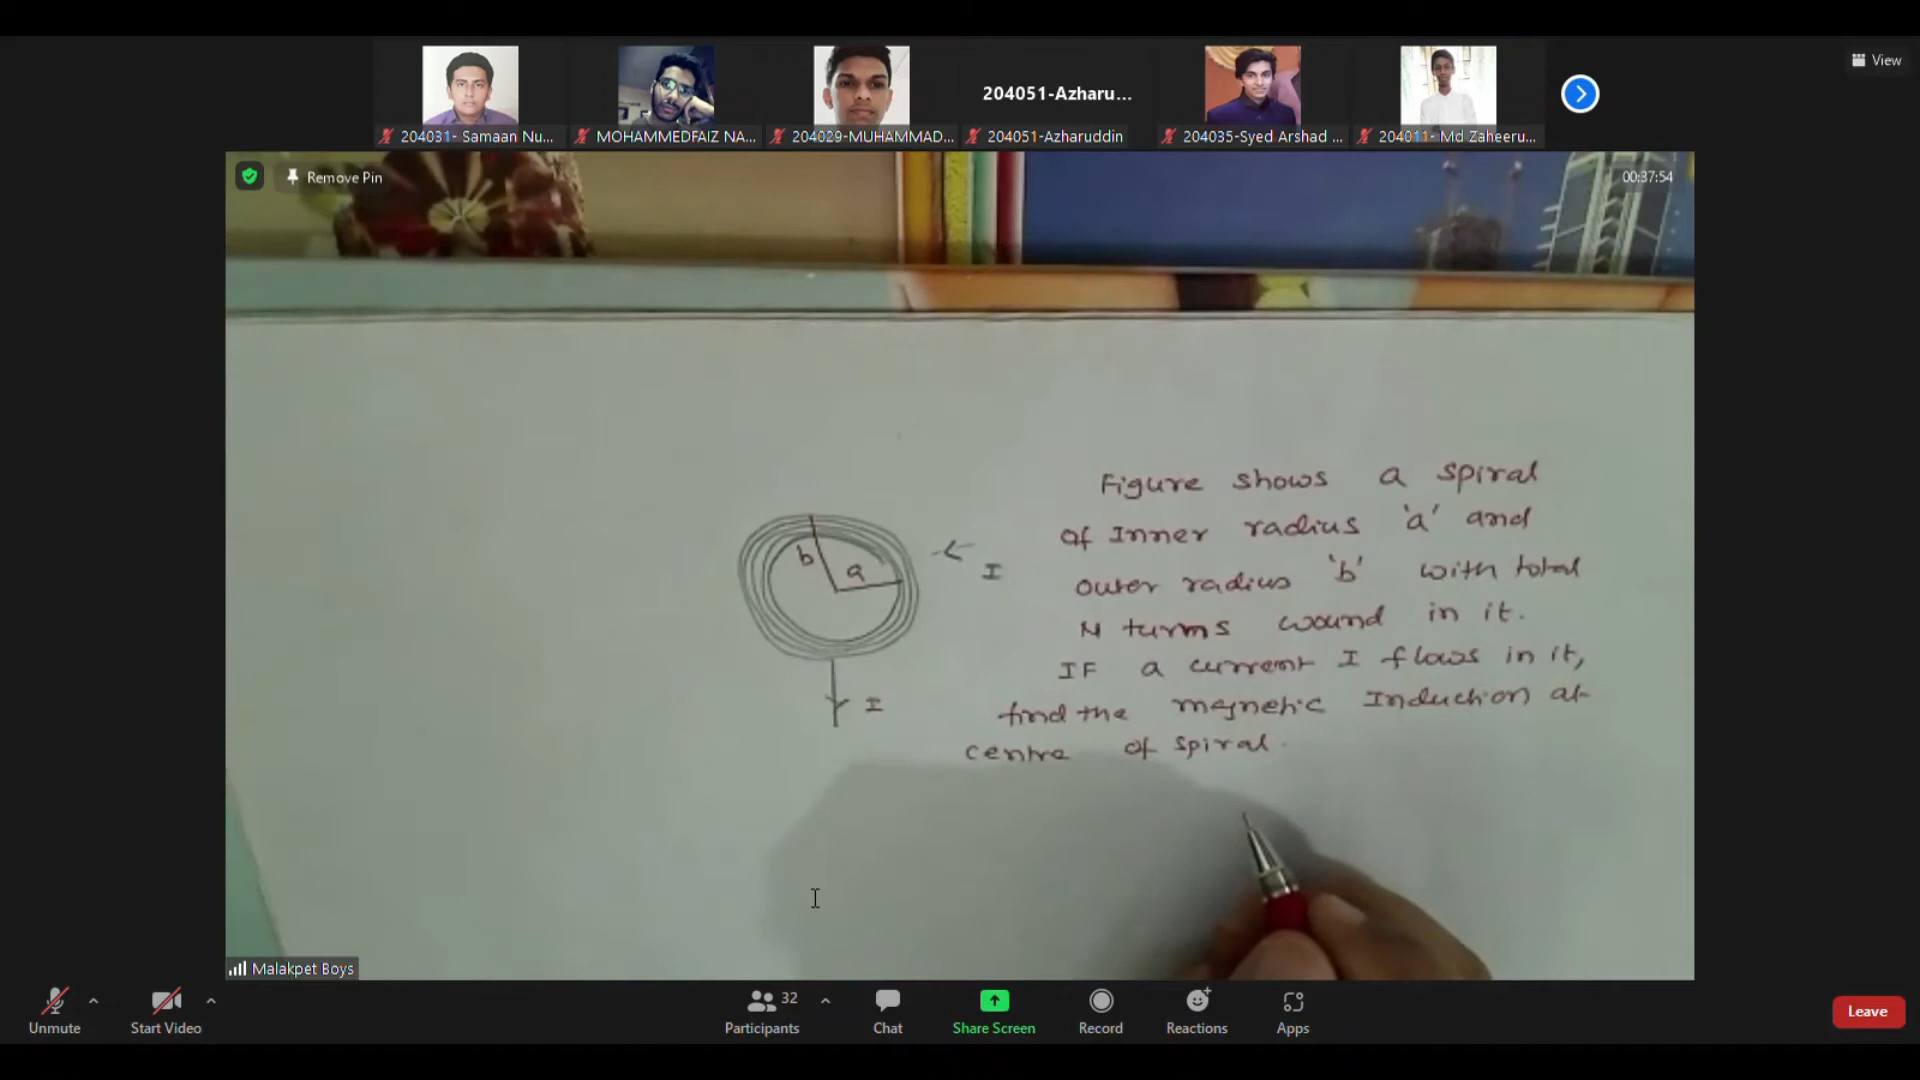 View
204051-Azharu...
204031- Samaan Nu...
MOHAMMEDFAIZ NA...
204029-MUHAMMAD...
204051-Azharuddin
204035-Syed Arshad ...
204011- Md Zaheeru...
Remove Pin
00:37:54
Figure shows a spiral
of Inner radius 'a' and
outer radius 'b' with total
N turns wound in it.
IF a current I flows in it,
find the magnetic Induction at
centre of spiral.
b
a
I
I
Malakpet Boys
Unmute
Start Video
32
Participants
Chat
Share Screen
Record
Reactions
Apps
Leave